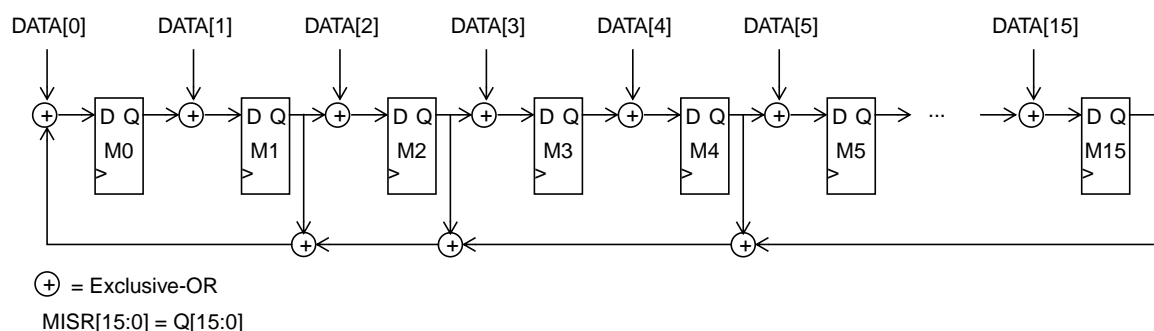 DATA[0] DATA[1] DATA[2] DATA[3] DATA[4] DATA[5] DATA[15]
+ + + + + + +
D Q D Q D Q D Q D Q D Q ... D Q
M0 M1 M2 M3 M4 M5 M15
> > > > > > >
+ + +
+ = Exclusive-OR
MISR[15:0] = Q[15:0]